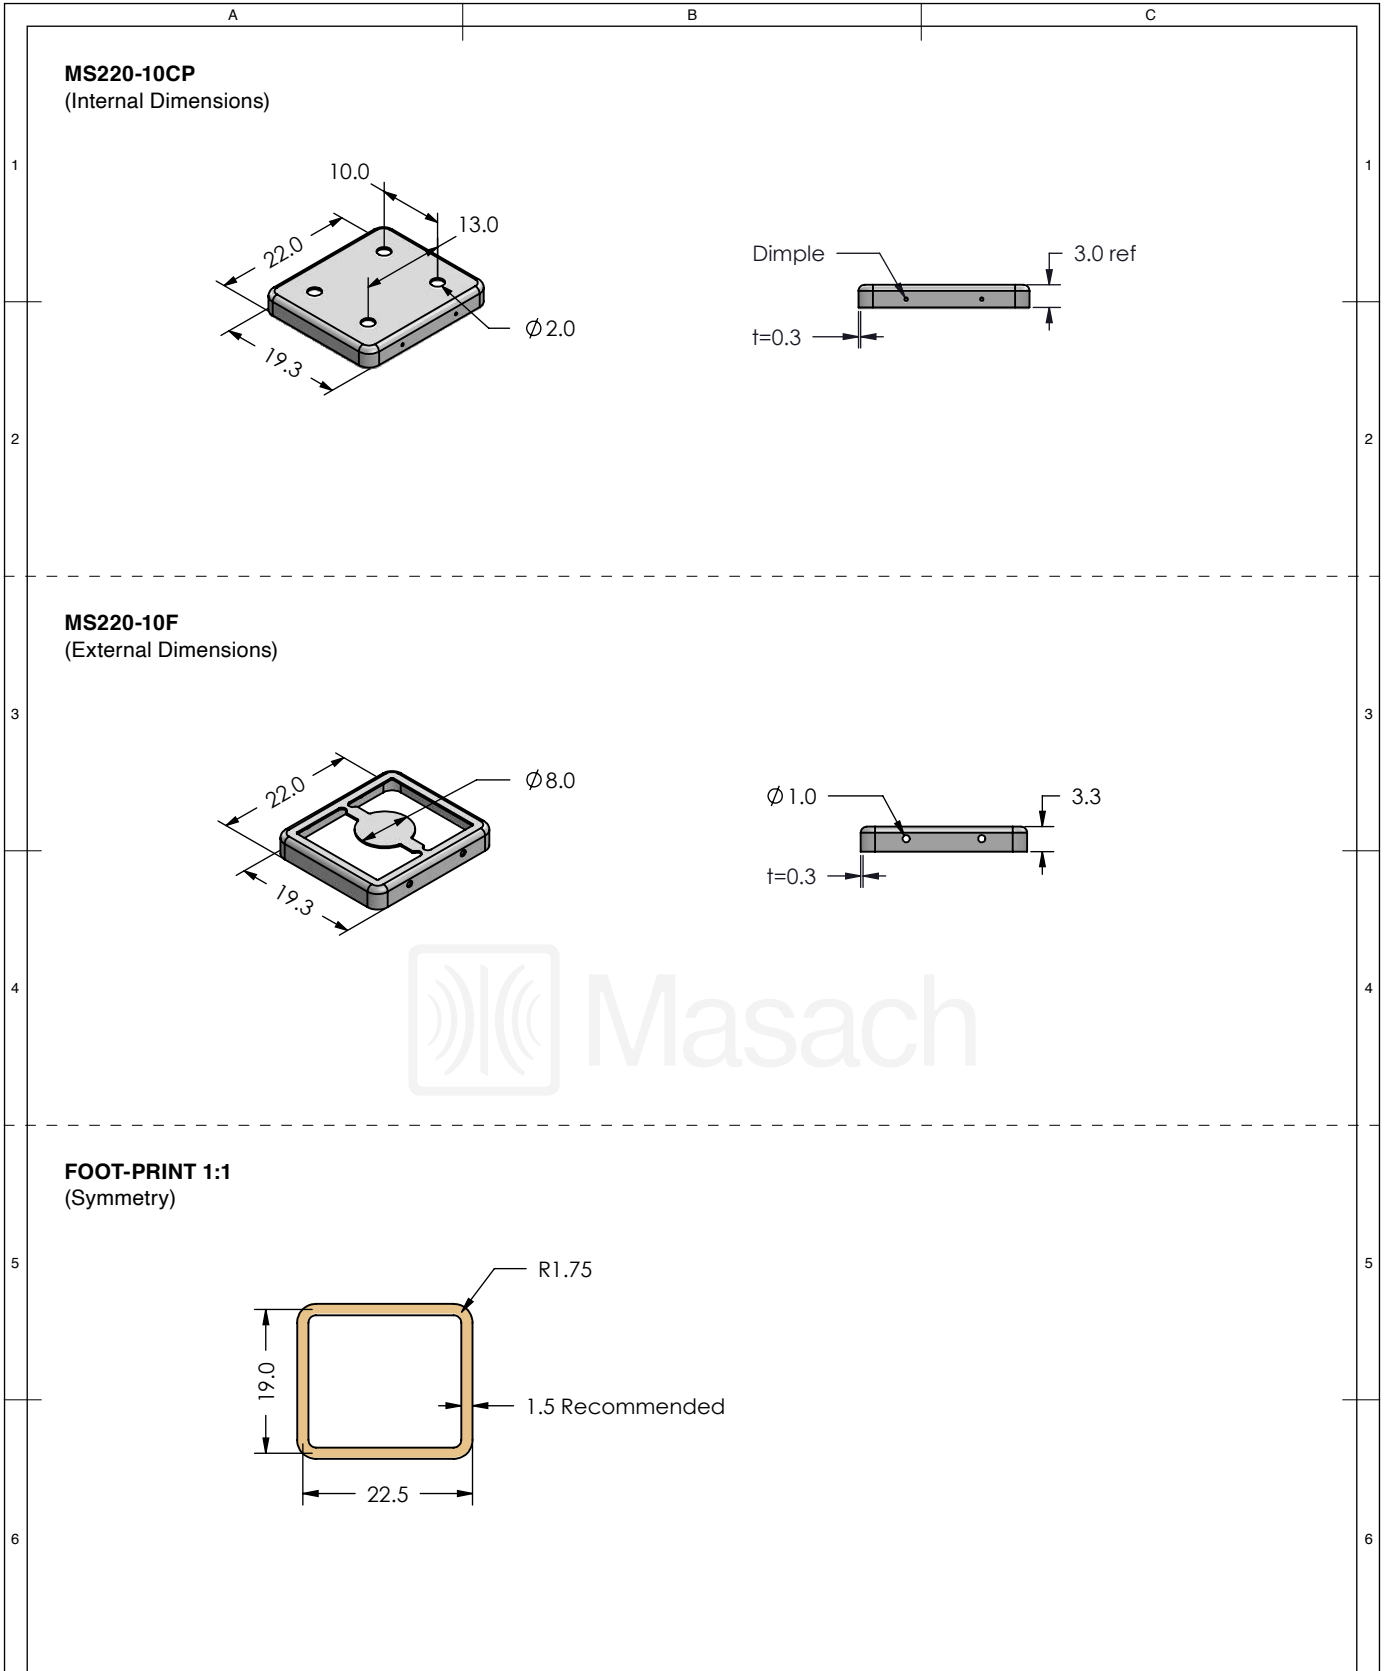 A B C
MS220-10CP
(Internal Dimensions)
1 1
10.0
13.0
22.0
Dimple
3.0 ref
∅2.0
t=0.3
19.3
2 2
MS220-10F
(External Dimensions)
3 3
22.0
∅8.0
∅1.0
3.3
t=0.3
19.3
Masach
4 4
FOOT-PRINT 1:1
(Symmetry)
5 5
R1.75
19.0
1.5 Recommended
22.5
6 6